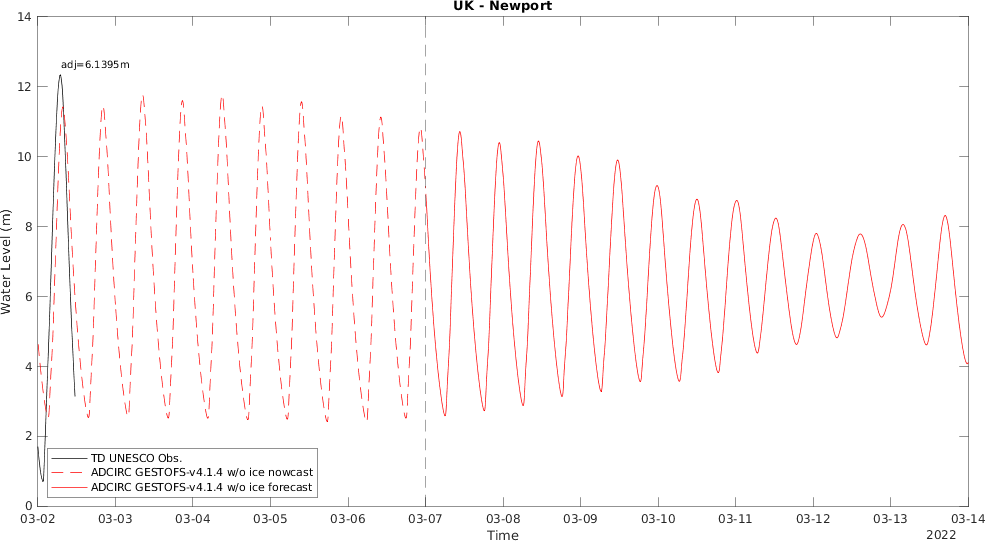 UK - Newport
14
adj=6.1395m
12
10
8
Water Level (m)
6
4
2
0
TD UNESCO Obs.
ADCIRC GESTOFS-v4.1.4 w/o ice nowcast
ADCIRC GESTOFS-v4.1.4 w/o ice forecast
03-02 03-03 03-04 03-05 03-06 03-07 03-08 03-09 03-10 03-11 03-12 03-13 03-14
Time
2022